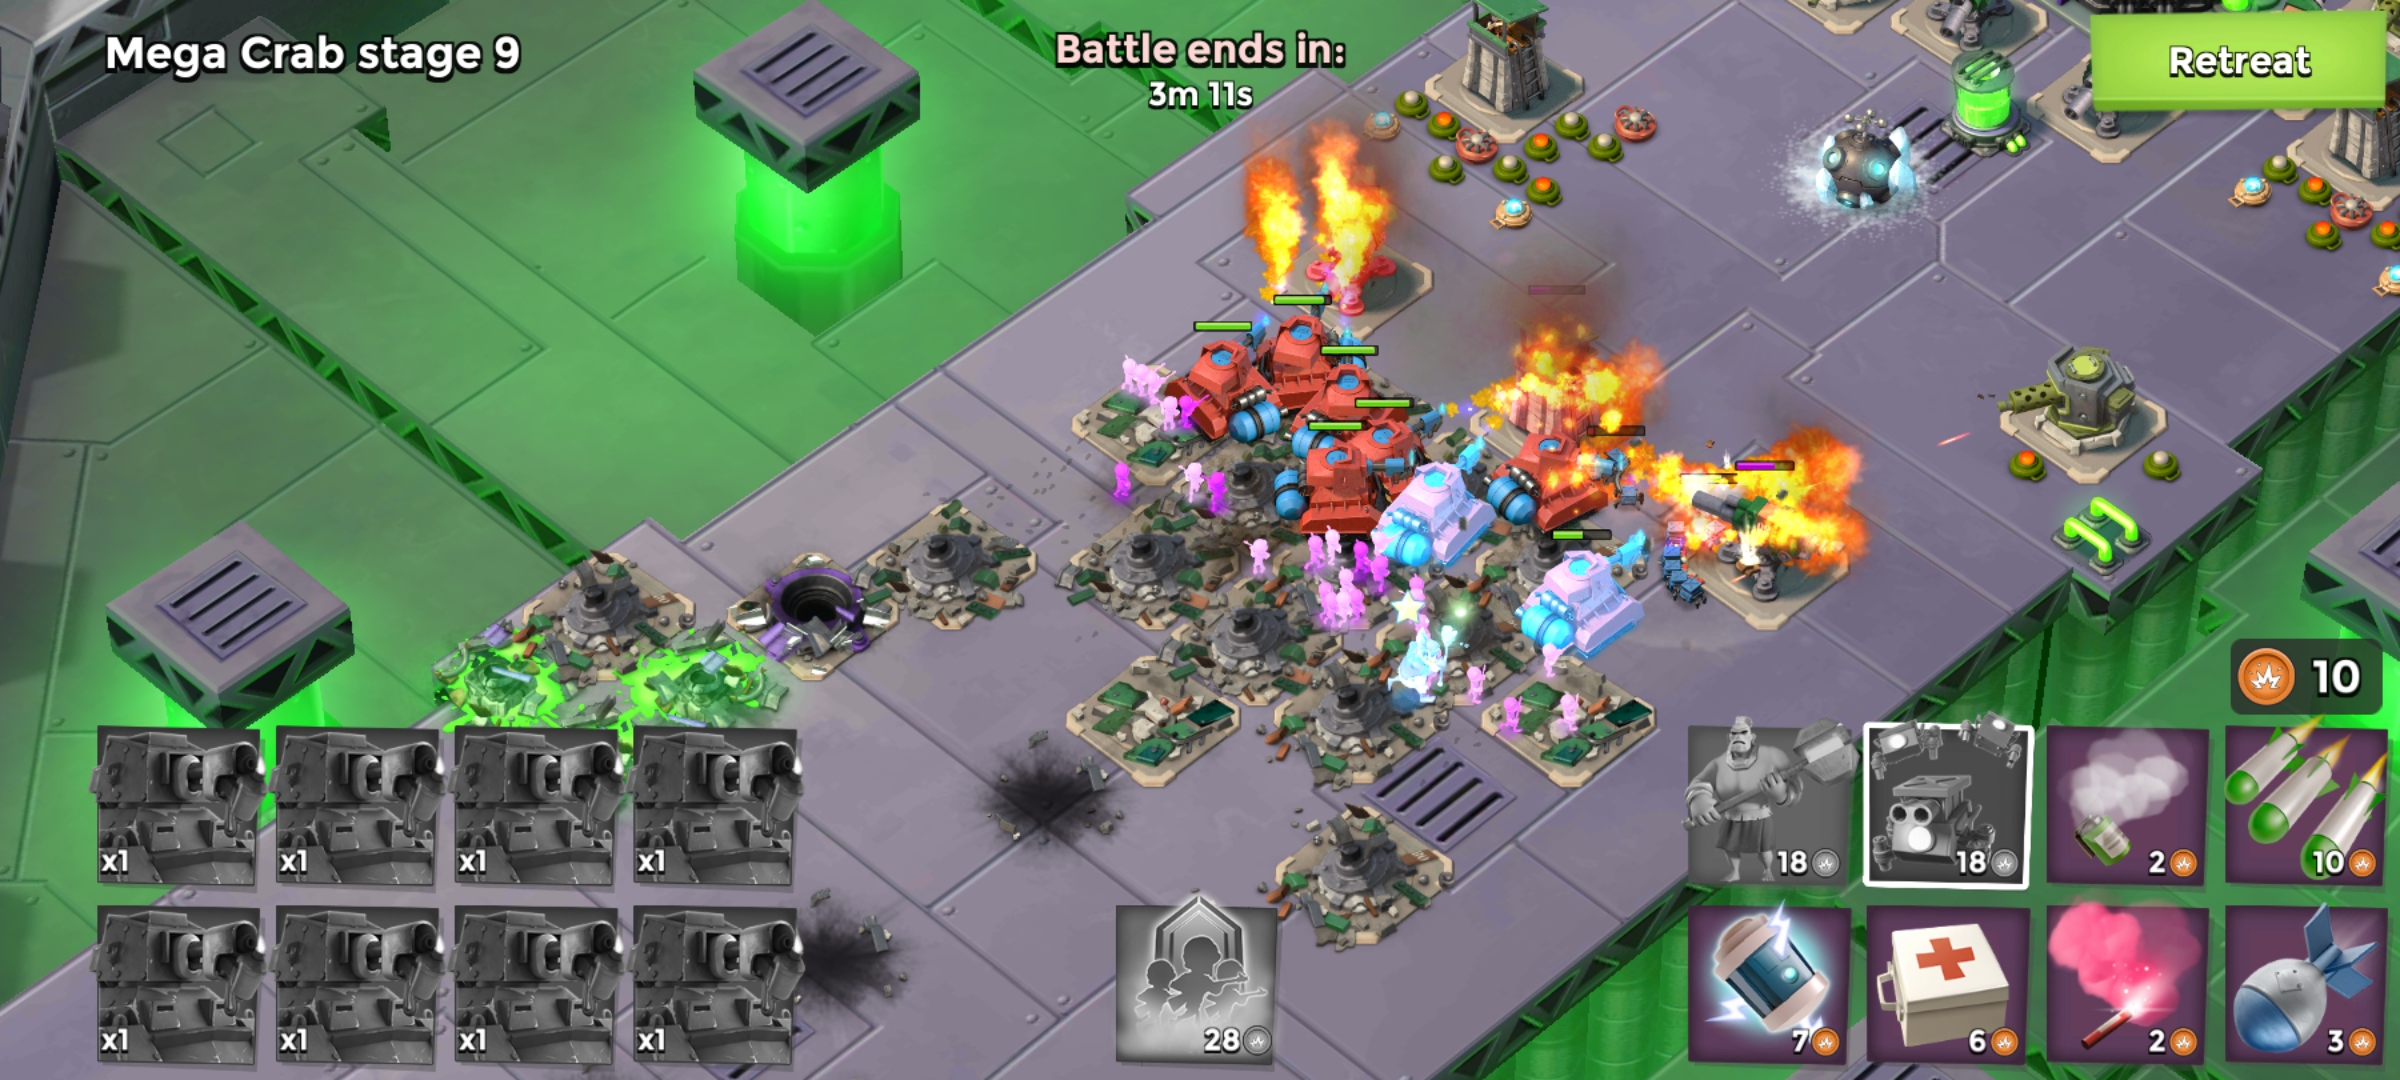 Mega Crab stage 9
Battle ends in:
3m 11s
Retreat
10
x1
x1
x1
x1
18
18
2
10
x1
x1
x1
x1
28
7
6
2
3